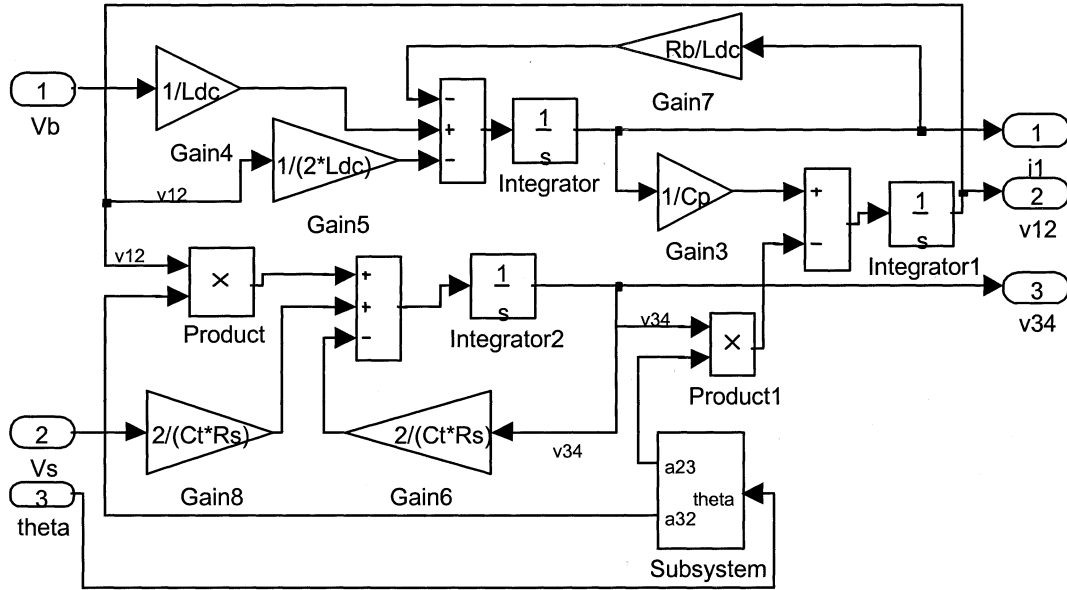 Rb/Ldc
1
Vb
1/Ldc
Gain4
Gain7
−
+
−
1
s
Integrator
1
i1
1/(2*Ldc)
Gain5
v12
1/Cp
Gain3
+
−
1
s
Integrator1
2
v12
v12
×
Product
+
+
−
1
s
Integrator2
3
v34
v34
×
Product1
2
Vs
2/(Ct*Rs)
Gain8
2/(Ct*Rs)
Gain6
v34
a23
theta
a32
Subsystem
3
theta